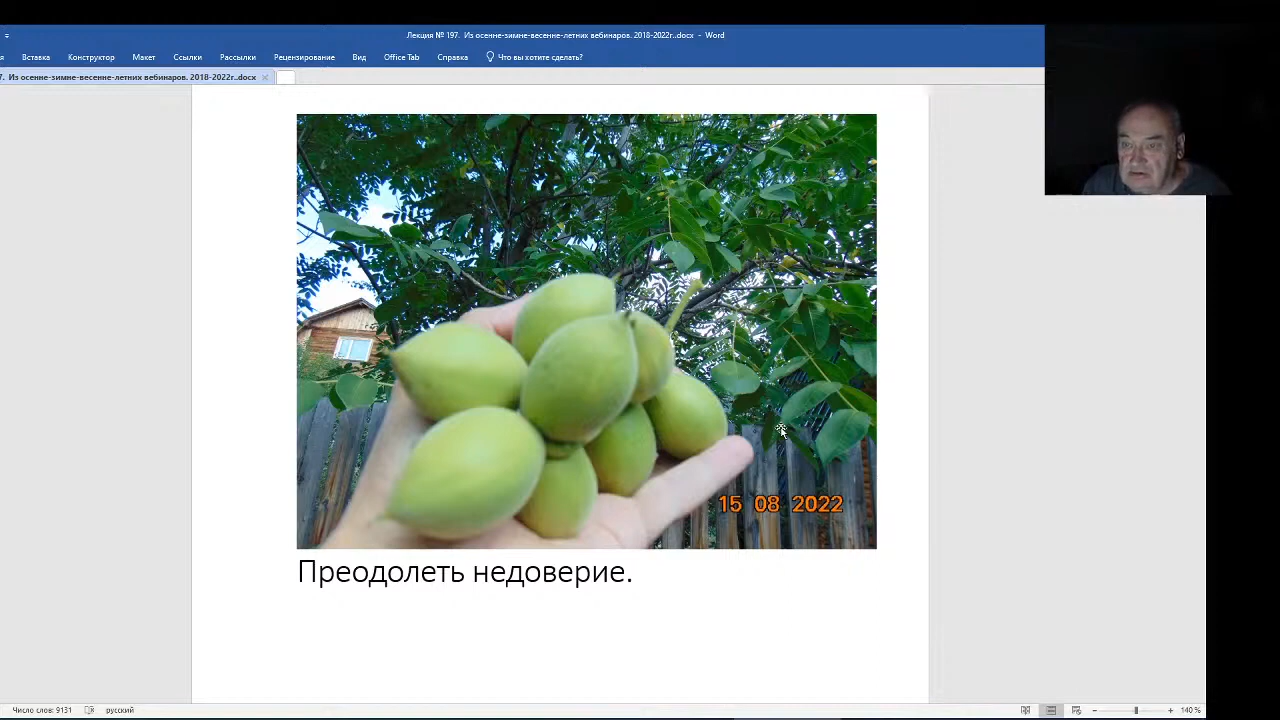 Лекция № 197. Из осенне-зимне-весенне-летних вебинаров. 2018-2022г..docx - Word
я Вставка Конструктор Макет Ссылки Рассылки Рецензирование Вид Office Tab Справка Что вы хотите сделать?
7. Из осенне-зимне-весенне-летних вебинаров. 2018-2022г..docx
15 08 2022
Преодолеть недоверие.
Число слов: 9131 русский 140 %